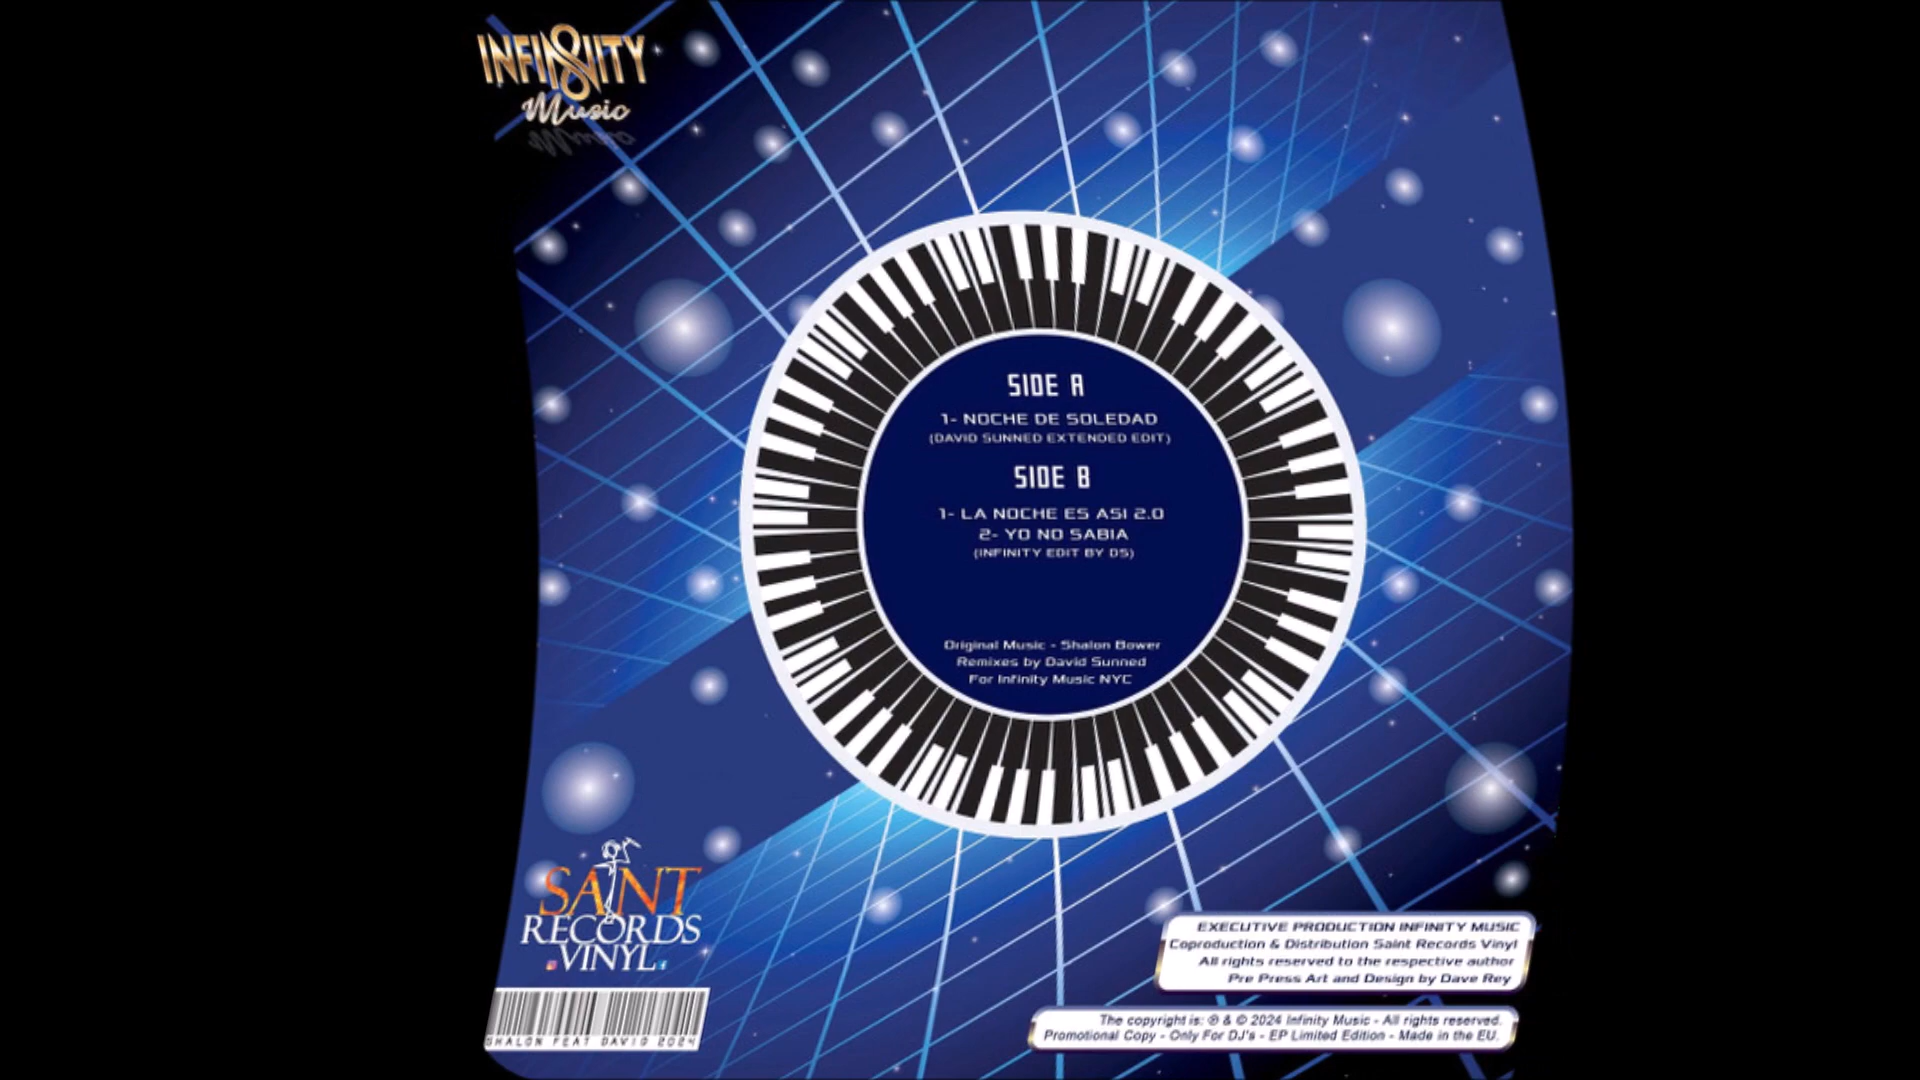 INFINITY
Music
SIDE A
1- NOCHE DE SOLEDAD
(DAVID SUNNED EXTENDED EDIT)
SIDE B
1- LA NOCHE ES ASI 2.0
2- YO NO SABIA
(INFINITY EDIT BY DS)
Original Music - Shalon Bower
Remixes by David Sunned
For Infinity Music NYC
SAINT
RECORDS
VINYL
SHALON FEAT DAVID 2024
EXECUTIVE PRODUCTION INFINITY MUSIC
Coproduction & Distribution Saint Records Vinyl
All rights reserved to the respective author
Pre Press Art and Design by Dave Rey
The copyright is: ℗ & © 2024 Infinity Music - All rights reserved.
Promotional Copy - Only For DJ's - EP Limited Edition - Made in the EU.